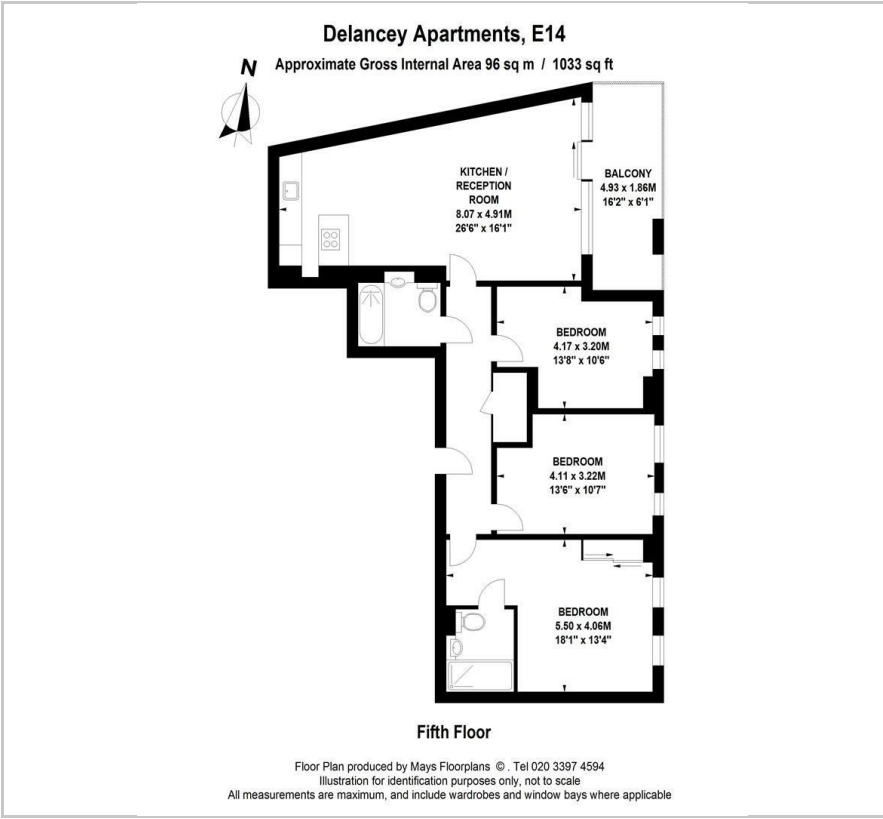 Delancey Apartments, E14
Approximate Gross Internal Area 96 sq m / 1033 sq ft
N
KITCHEN /
RECEPTION
ROOM
8.07 x 4.91M
26'6" x 16'1"
BALCONY
4.93 x 1.86M
16'2" x 6'1"
BEDROOM
4.17 x 3.20M
13'8" x 10'6"
BEDROOM
4.11 x 3.22M
13'6" x 10'7"
BEDROOM
5.50 x 4.06M
18'1" x 13'4"
Fifth Floor
Floor Plan produced by Mays Floorplans © . Tel 020 3397 4594
Illustration for identification purposes only, not to scale
All measurements are maximum, and include wardrobes and window bays where applicable